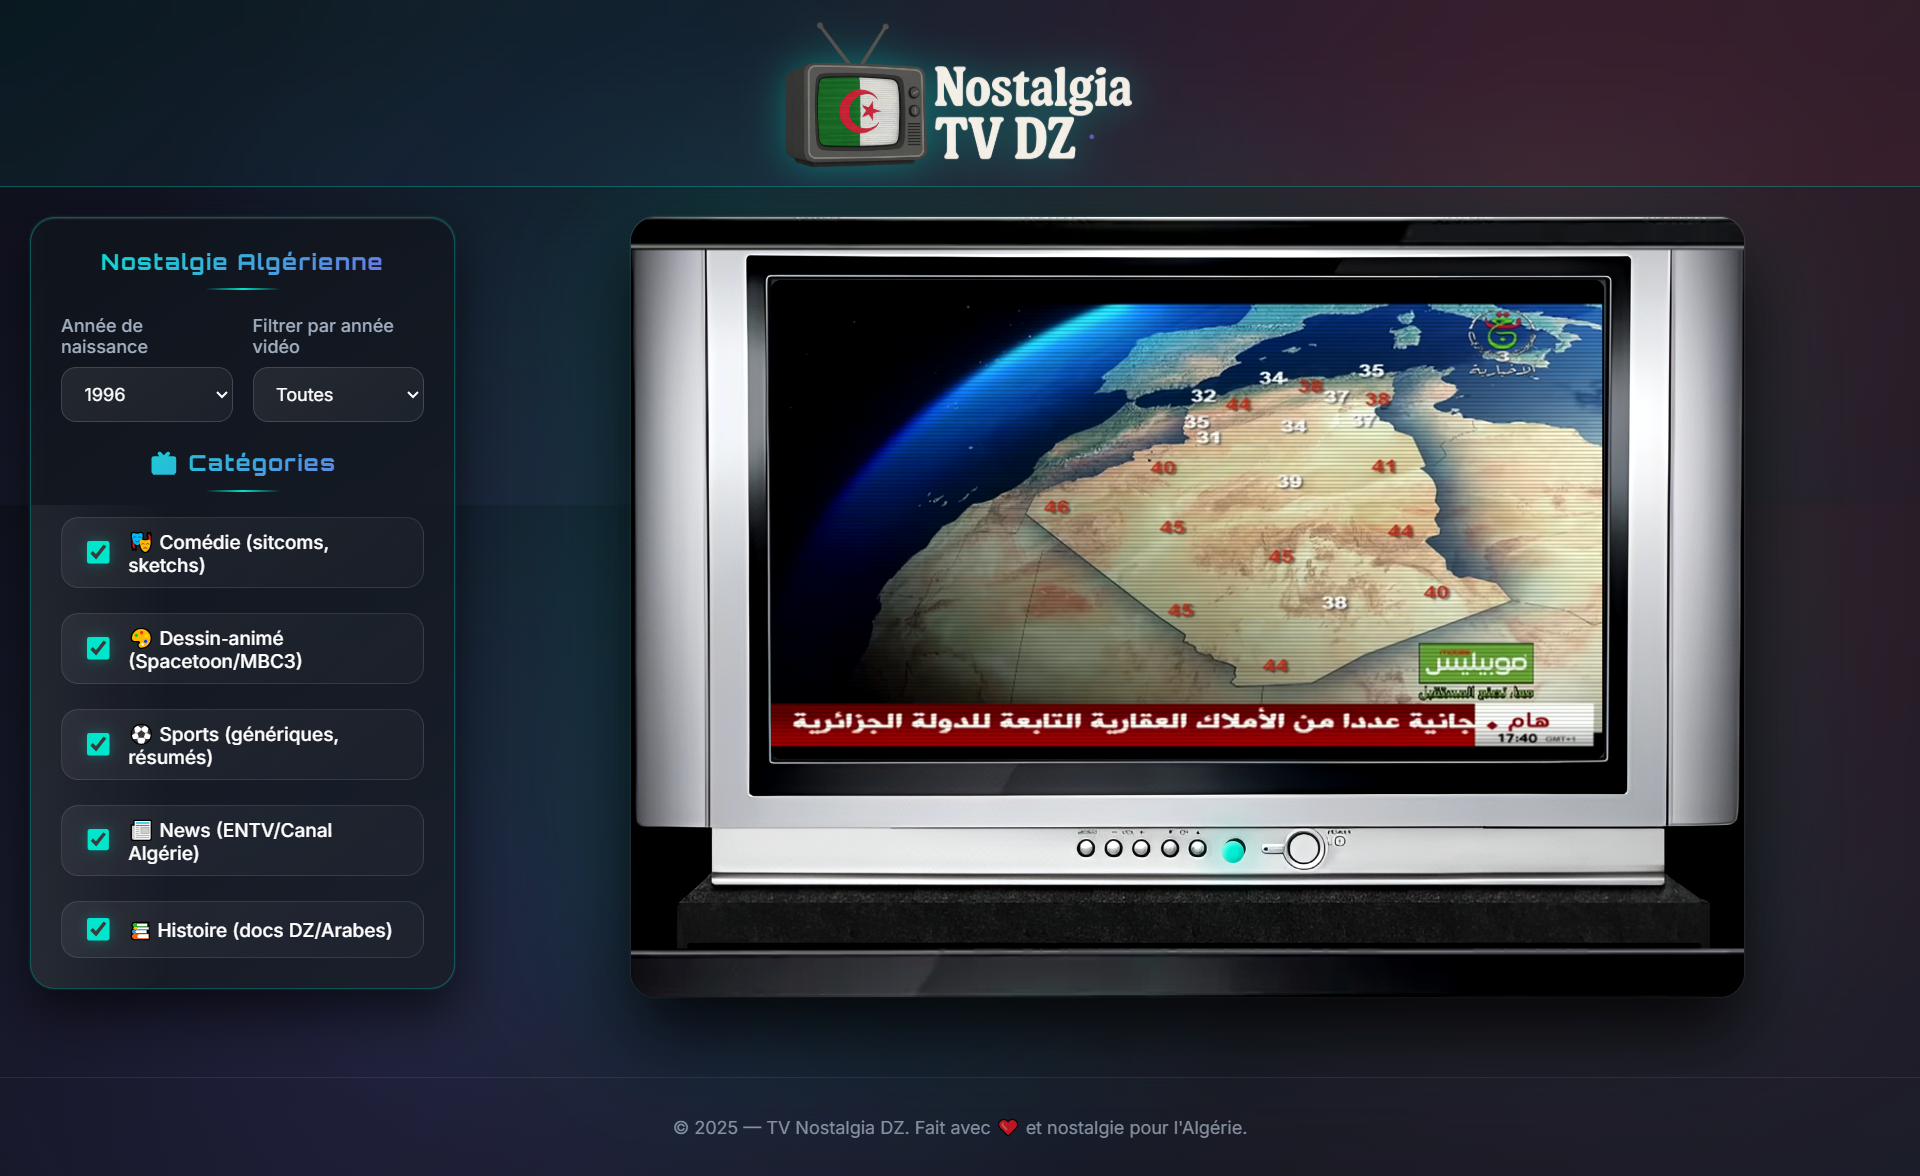 Nostalgia
TV DZ
Nostalgie Algérienne
Année de
naissance
Filtrer par année
vidéo
1996
Toutes
Catégories
Comédie (sitcoms,
sketchs)
Dessin-animé
(Spacetoon/MBC3)
Sports (génériques,
résumés)
News (ENTV/Canal
Algérie)
Histoire (docs DZ/Arabes)
3
الإخبارية
34
38
35
32
44
37
38
35
31
34
37
40
39
41
46
45
44
45
45
38
40
44
موبيليس
هام
جانية عددا من الأملاك العقارية التابعة للدولة الجزائرية
17:40 GMT+1
© 2025 — TV Nostalgia DZ. Fait avec ❤️ et nostalgie pour l'Algérie.